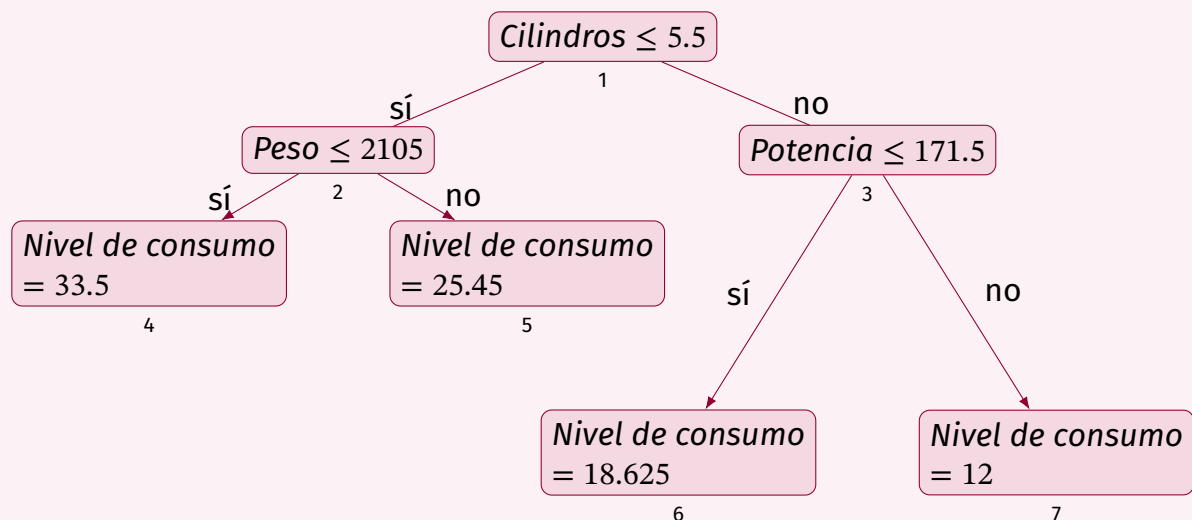 Cilindros ≤ 5.5
1
sí
no
Peso ≤ 2105
2
Potencia ≤ 171.5
3
sí
no
Nivel de consumo
= 33.5
4
Nivel de consumo
= 25.45
5
sí
no
Nivel de consumo
= 18.625
6
Nivel de consumo
= 12
7